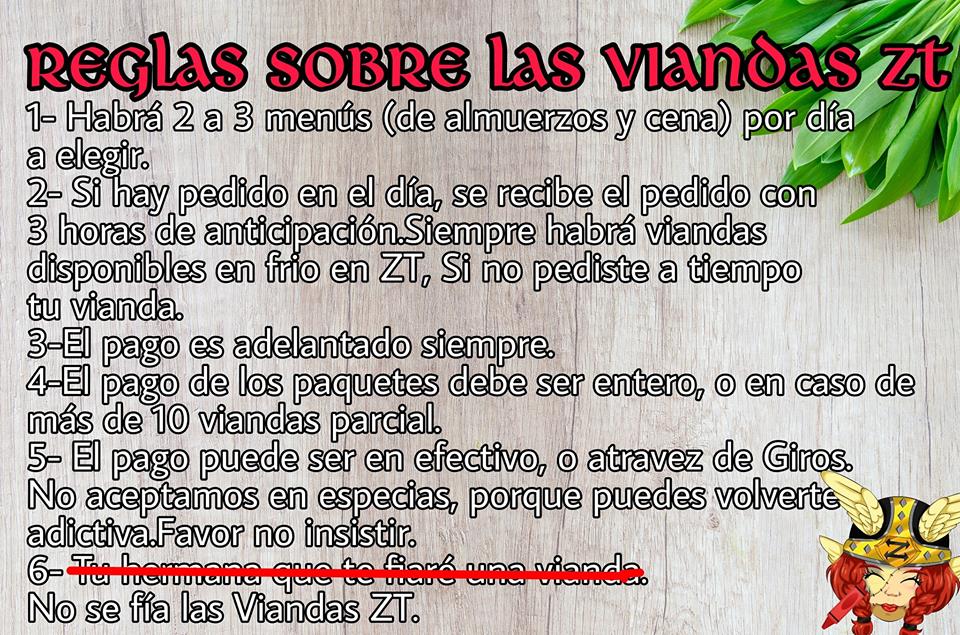 REGLAS SOBRE LAS VIANDAS ZT
1- Habrá 2 a 3 menús (de almuerzos y cena) por día
a elegir.
2- Si hay pedido en el día, se recibe el pedido con
3 horas de anticipación.Siempre habrá viandas
disponibles en frio en ZT, Si no pediste a tiempo
tu vianda.
3-El pago es adelantado siempre.
4-El pago de los paquetes debe ser entero, o en caso de
más de 10 viandas parcial.
5- El pago puede ser en efectivo, o atravez de Giros.
No aceptamos en especias, porque puedes volverte
adictiva.Favor no insistir.
6- Tu hermana que te fiaré una vianda.
No se fía las Viandas ZT.
Z